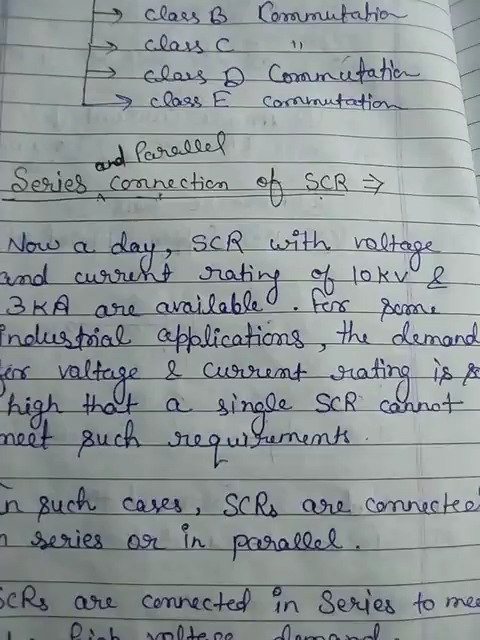 → class B Commutation
→ class C "
→ class D Commutation
→ class E commutation
and Parallel
Series connection of SCR ⇒
Now a day, SCR with voltage
and current rating of 10kv &
3KA are available. For some
industrial applications, the demand
for voltage & current rating is so
high that a single SCR cannot
meet such requirements.
In such cases, SCRs are connected
in series or in parallel.
SCRs are connected in Series to meet
high voltage demand